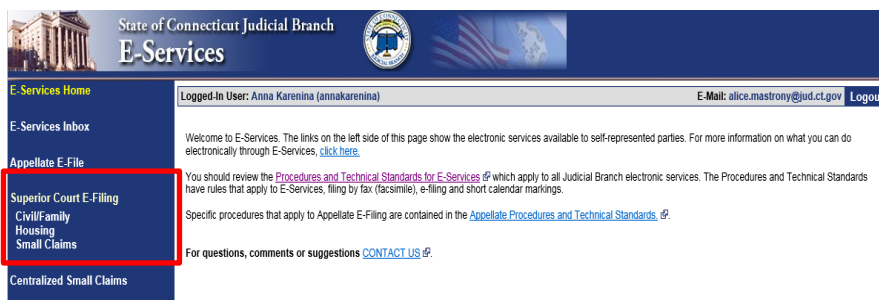 State of Connecticut Judicial Branch
E-Services
E-Services Home
E-Services Inbox
Appellate E-File
Superior Court E-Filing
Civil/Family
Housing
Small Claims
Centralized Small Claims
Logged-In User: Anna Karenina (annakarenina) E-Mail: alice.mastrony@jud.ct.gov Logou
Welcome to E-Services. The links on the left side of this page show the electronic services available to self-represented parties. For more information on what you can do
electronically through E-Services, click here.
You should review the Procedures and Technical Standards for E-Services which apply to all Judicial Branch electronic services. The Procedures and Technical Standards
have rules that apply to E-Services, filing by fax (facsimile), e-filing and short calendar markings.
Specific procedures that apply to Appellate E-Filing are contained in the Appellate Procedures and Technical Standards. .
For questions, comments or suggestions CONTACT US .